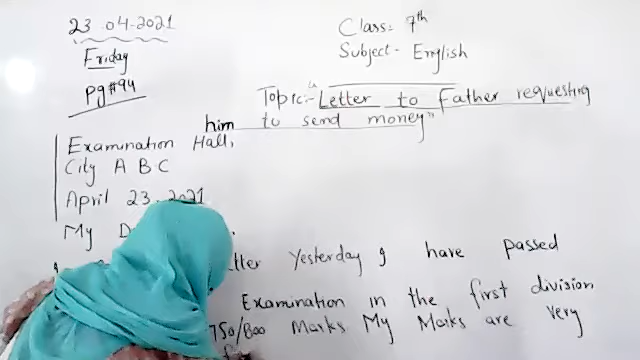 23-04-2021
Friday
Pg#94
Class: 7th
Subject - English
Topic:- "Letter to Father requesting
him to send money"
Examination Hall,
City A B C
April 23, 2021
My
Yesterday I have passed
Examination in the first division
750/800 Marks My Marks are very